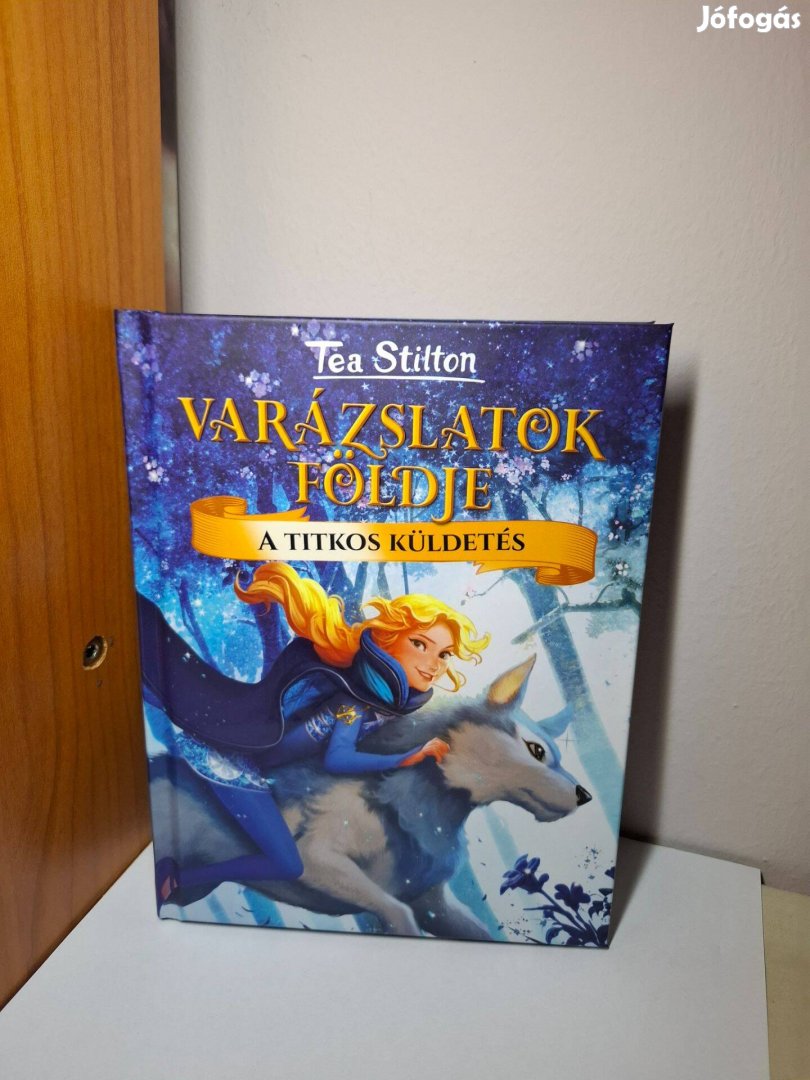 Jófogás
Tea Stilton
VARÁZSLATOK
FÖLDJE
A TITKOS KÜLDETÉS